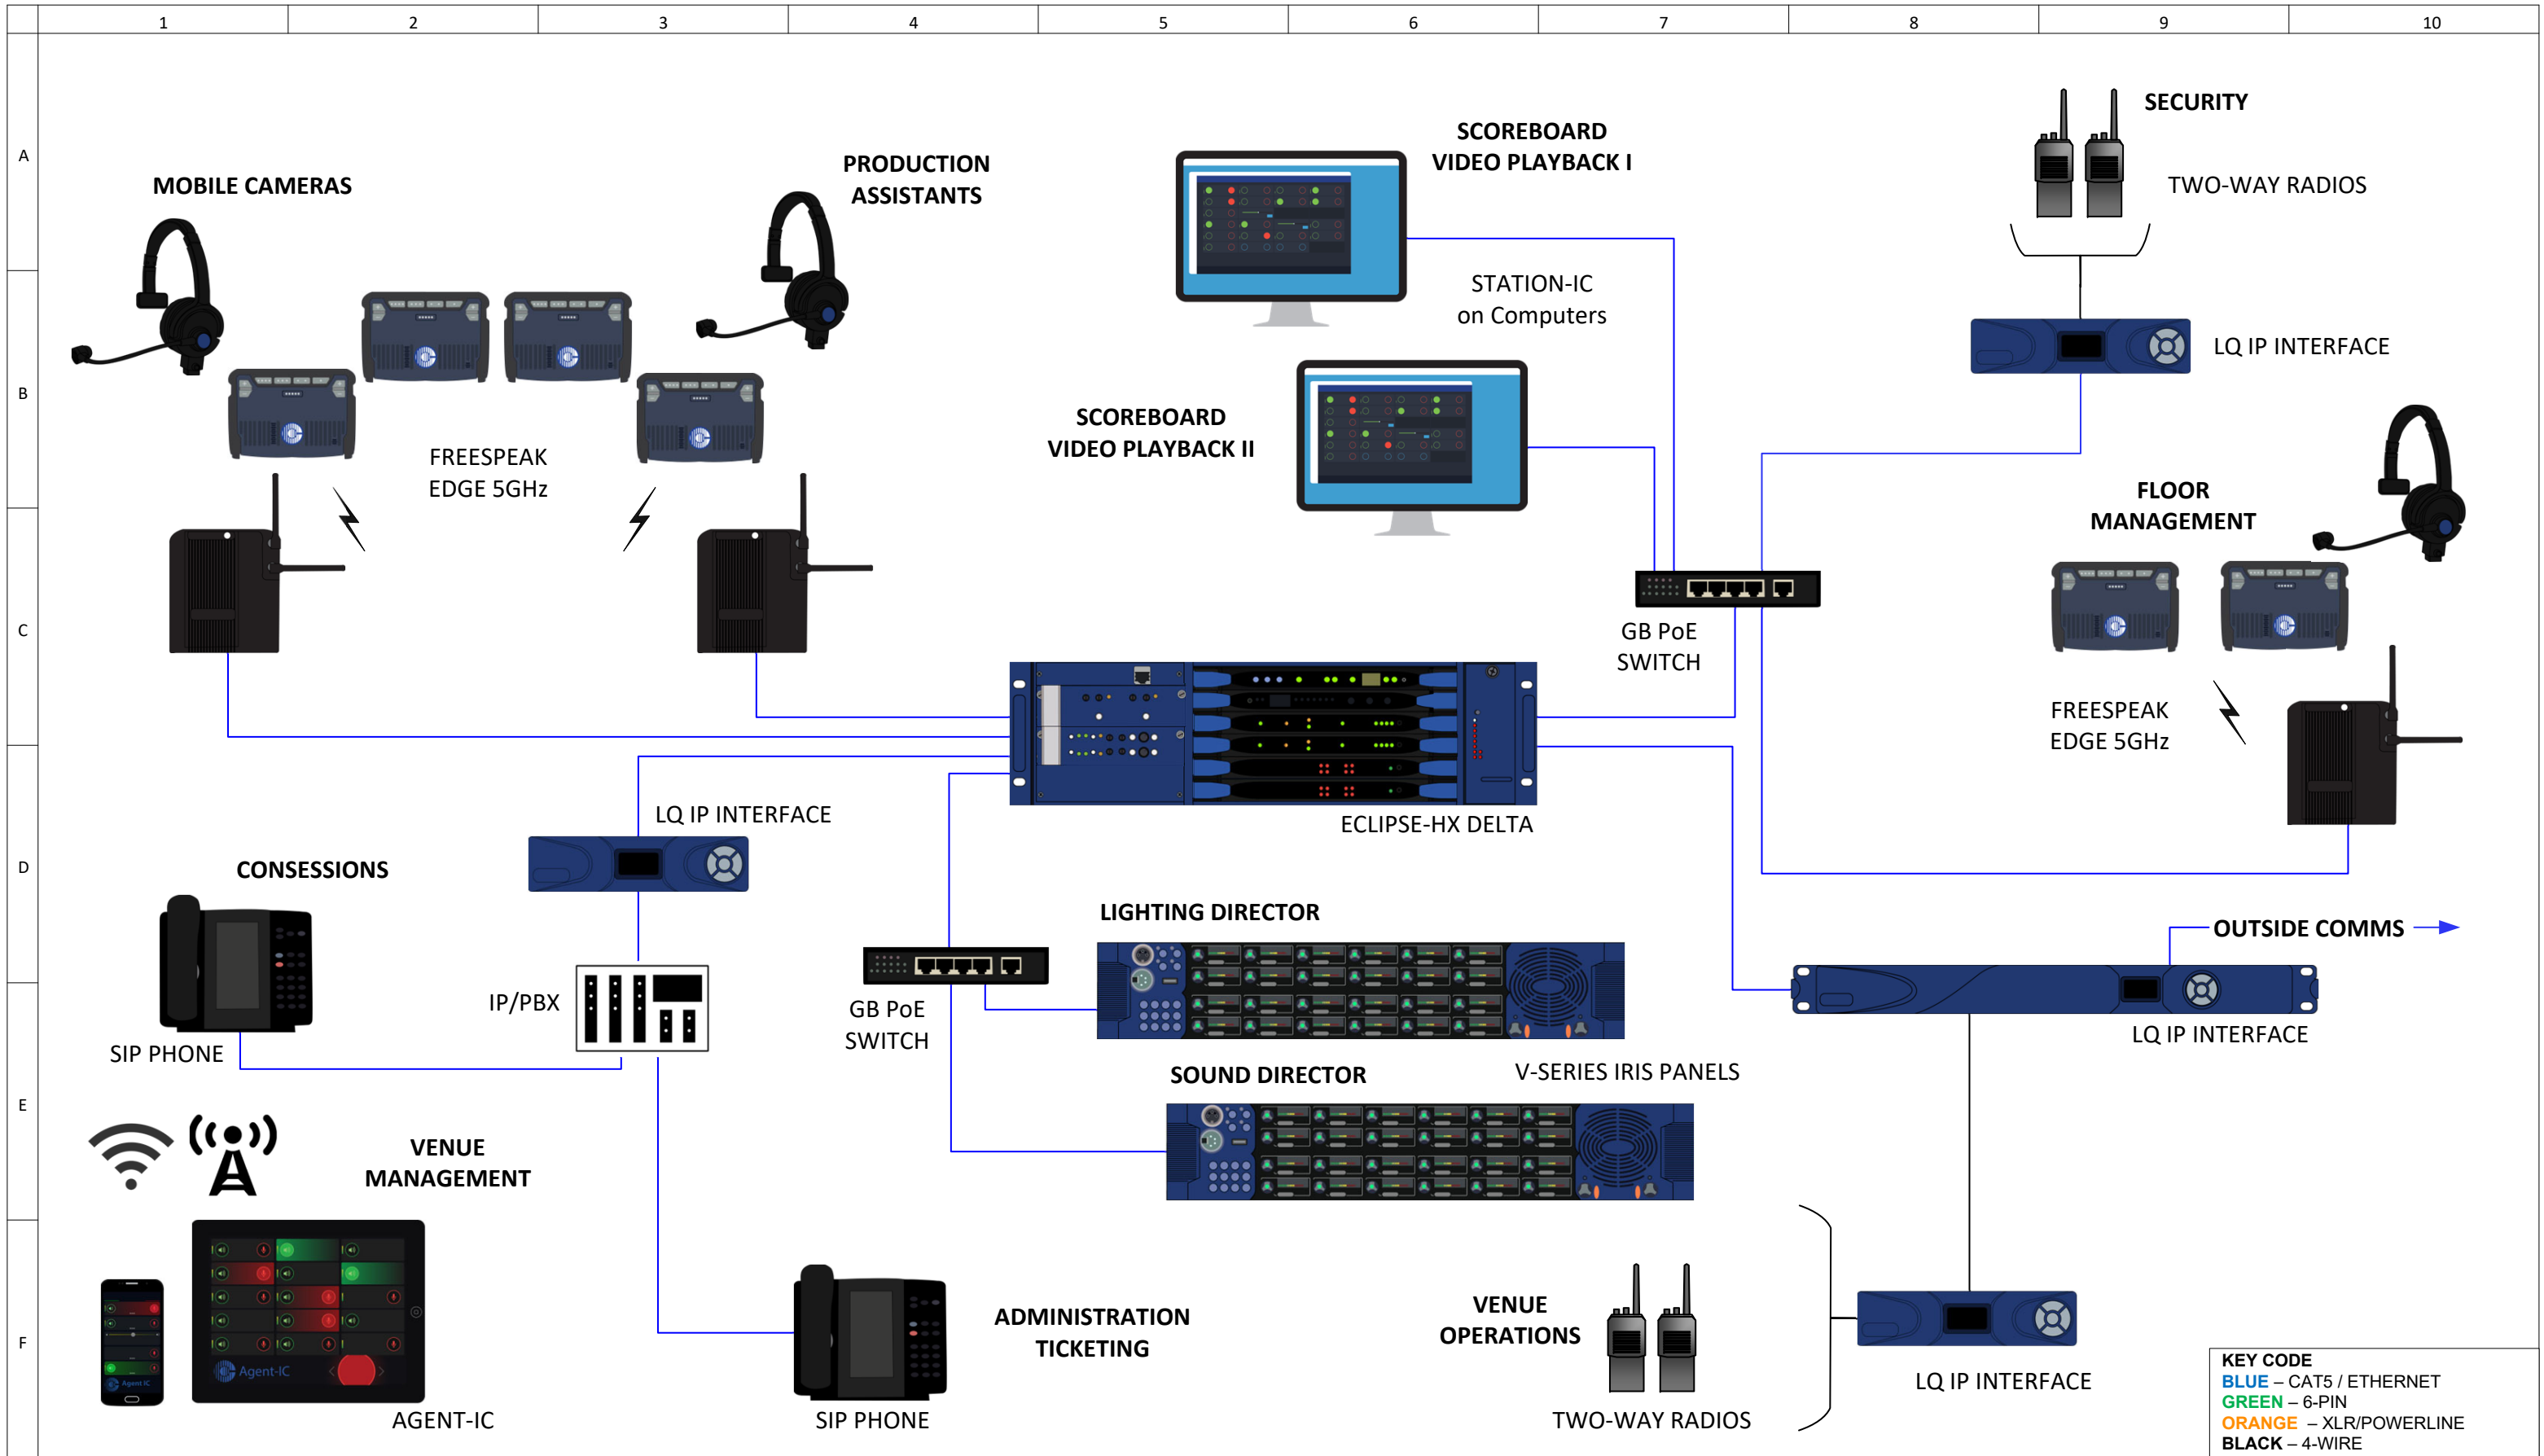 1 2 3 4 5 6 7 8 9 10
A
B
C
D
E
F
MOBILE CAMERAS
PRODUCTION
ASSISTANTS
FREESPEAK
EDGE 5GHz
SCOREBOARD
VIDEO PLAYBACK I
STATION-IC
on Computers
SCOREBOARD
VIDEO PLAYBACK II
SECURITY
TWO-WAY RADIOS
LQ IP INTERFACE
FLOOR
MANAGEMENT
FREESPEAK
EDGE 5GHz
GB PoE
SWITCH
ECLIPSE-HX DELTA
LQ IP INTERFACE
CONSESSIONS
SIP PHONE
IP/PBX
GB PoE
SWITCH
LIGHTING DIRECTOR
V-SERIES IRIS PANELS
SOUND DIRECTOR
OUTSIDE COMMS
LQ IP INTERFACE
VENUE
MANAGEMENT
Agent-IC
Agent IC
AGENT-IC
ADMINISTRATION
TICKETING
SIP PHONE
VENUE
OPERATIONS
TWO-WAY RADIOS
LQ IP INTERFACE
KEY CODE
BLUE – CAT5 / ETHERNET
GREEN – 6-PIN
ORANGE – XLR/POWERLINE
BLACK – 4-WIRE